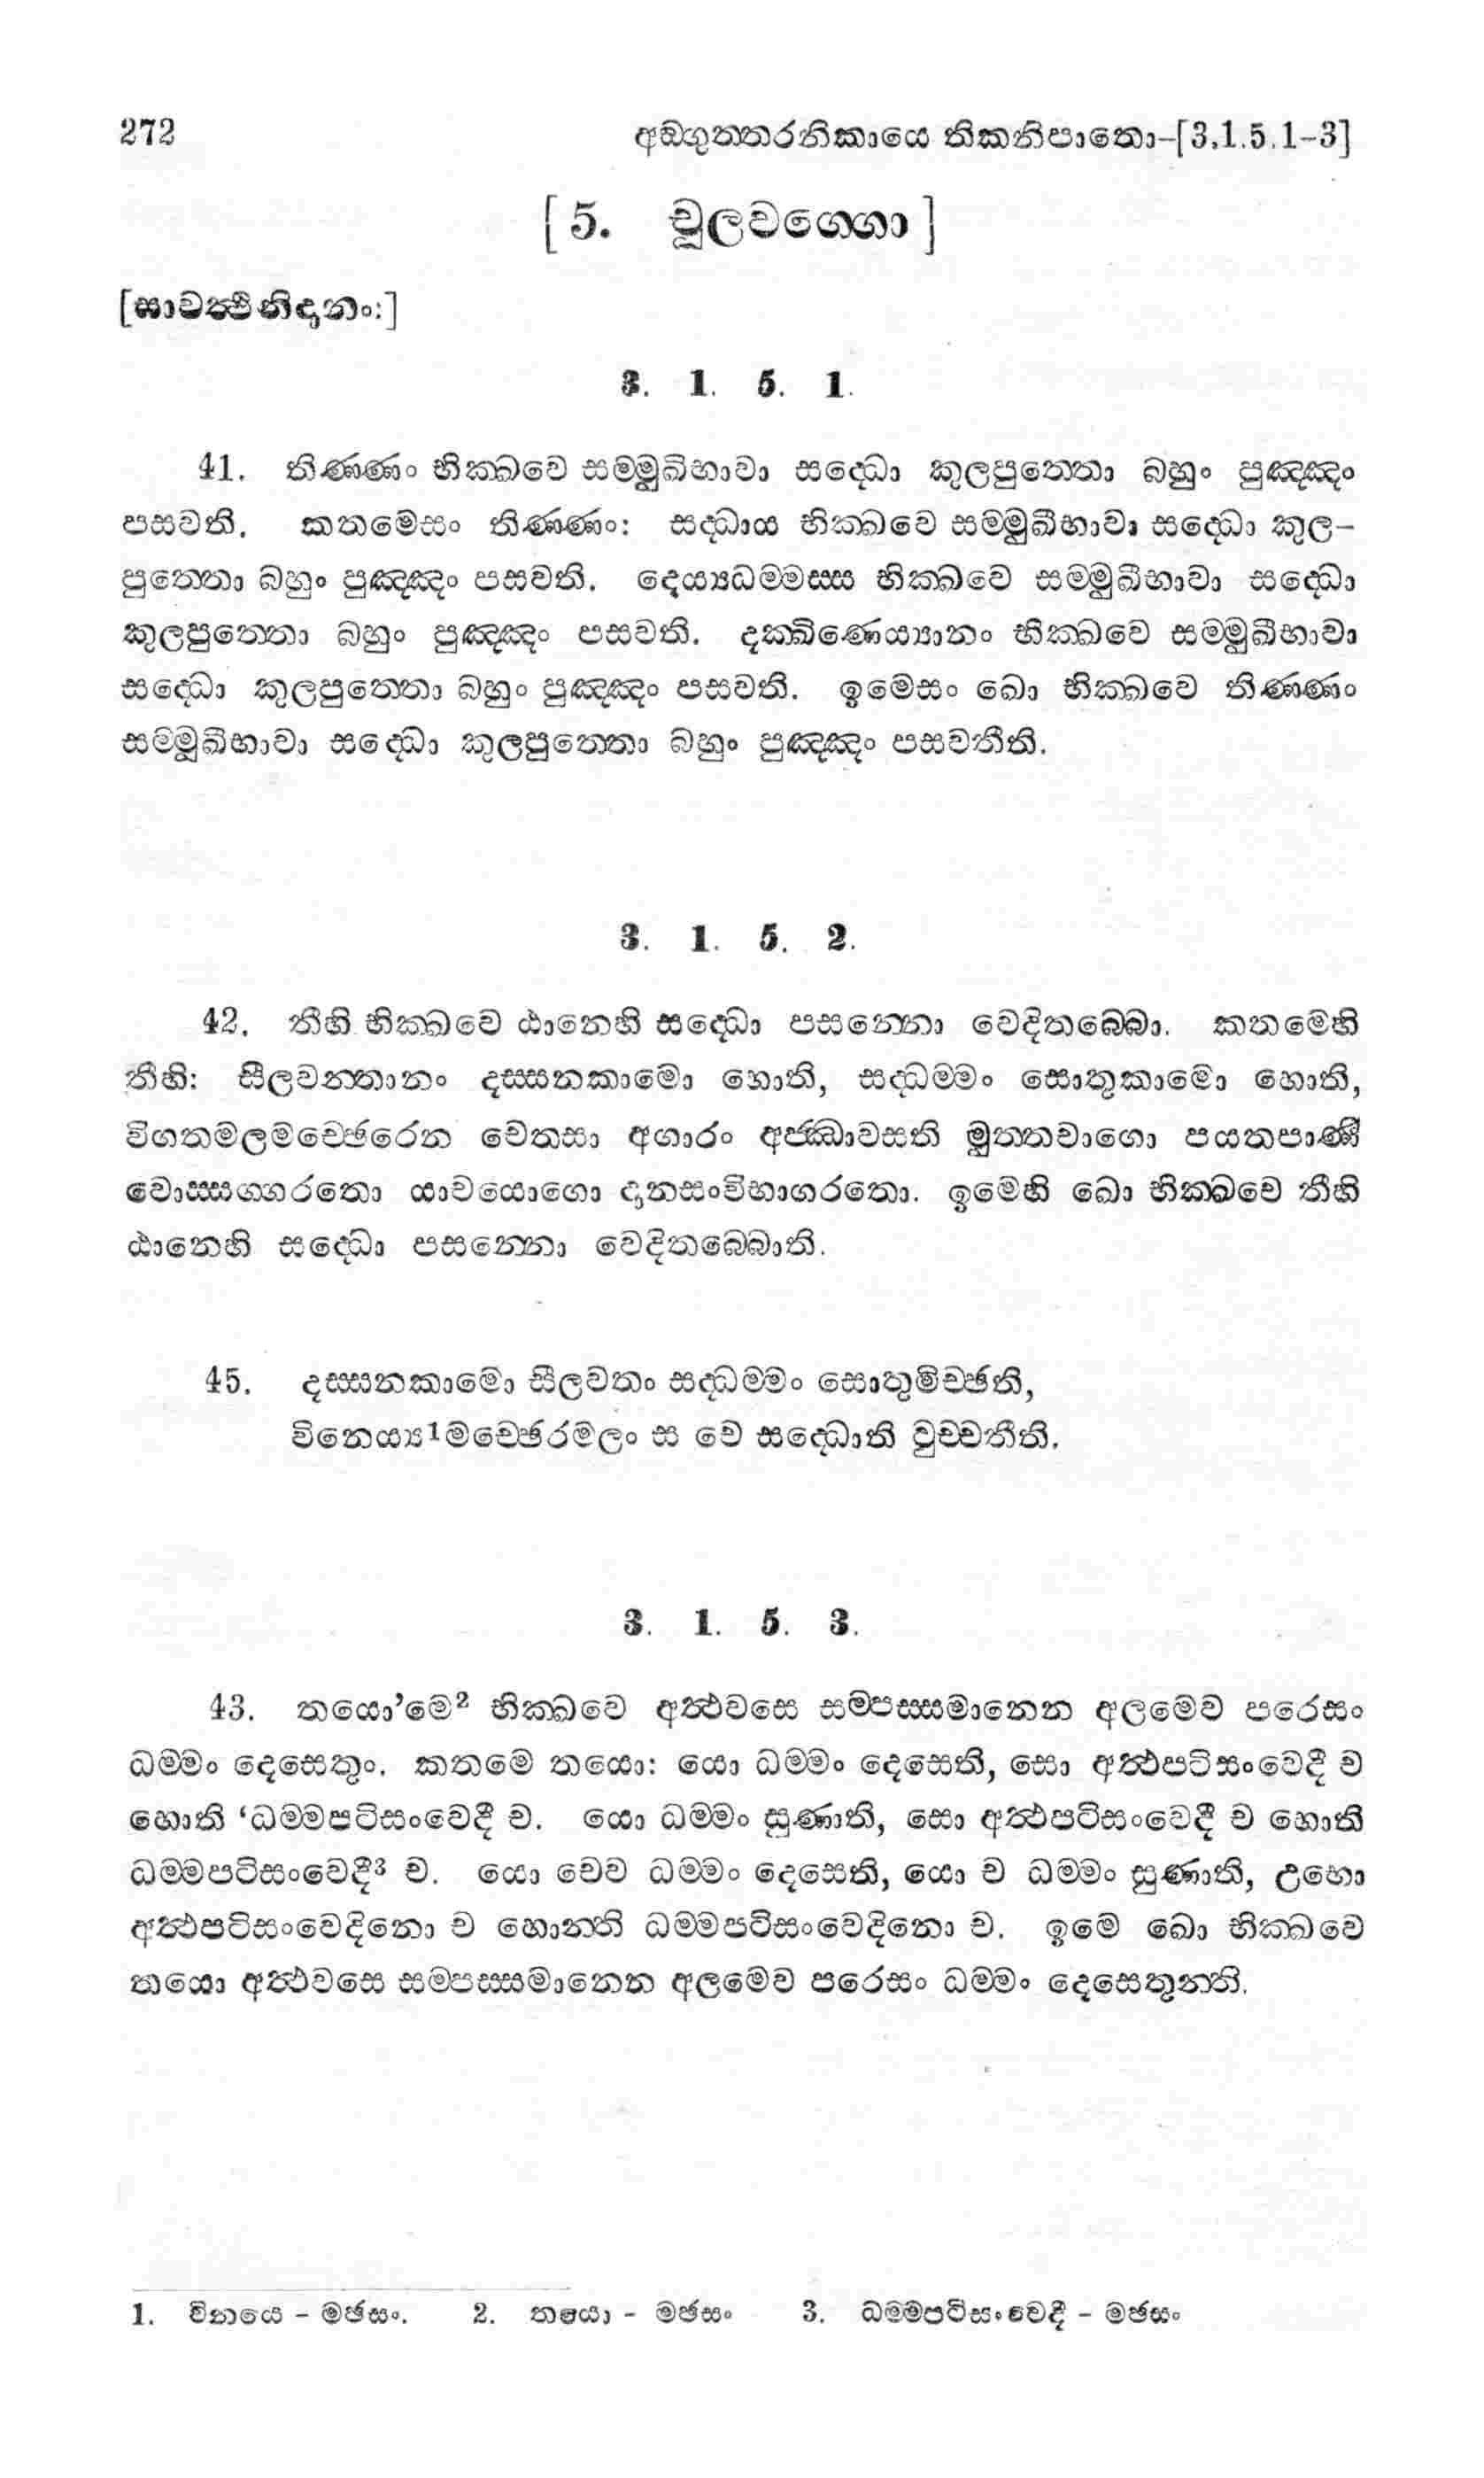 272 අඞ්ගුත්තරනිකායෙ තිකනිපාතො-[3.1.5.1-3]
[ 5. චූලවග්ගො ]
[සාවත්ථිනිදානං:]
3. 1. 5. 1.
41. තිණ්ණං භික්ඛවෙ සම්මුඛීභාවා සද්ධො කුලපුත්තො බහුං පුඤ්ඤං
පසවති. කතමෙසං තිණ්ණං: සද්ධාය භික්ඛවෙ සම්මුඛීභාවා සද්ධො කුල-
පුත්තො බහුං පුඤ්ඤං පසවති. දෙය්‍යධම්මස්ස භික්ඛවෙ සම්මුඛීභාවා සද්ධො
කුලපුත්තො බහුං පුඤ්ඤං පසවති. දක්ඛිණෙය්‍යානං භික්ඛවෙ සම්මුඛීභාවා
සද්ධො කුලපුත්තො බහුං පුඤ්ඤං පසවති. ඉමෙසං ඛො භික්ඛවෙ තිණ්ණං
සම්මුඛීභාවා සද්ධො කුලපුත්තො බහුං පුඤ්ඤං පසවතීති.
3. 1. 5. 2.
42. තීහි භික්ඛවෙ ඨානෙහි සද්ධො පසන්නො වෙදිතබ්බො. කතමෙහි
තීහි: සීලවන්තානං දස්සනකාමො හොති, සද්ධම්මං සොතුකාමො හොති,
විගතමලමච්ඡෙරෙන චෙතසා අගාරං අජ්ඣාවසති මුත්තචාගො පයතපාණී
වොස්සග්ගරතො යාචයොගො දානසංවිභාගරතො. ඉමෙහි ඛො භික්ඛවෙ තීහි
ඨානෙහි සද්ධො පසන්නො වෙදිතබ්බොති.
45. දස්සනකාමො සීලවතං සද්ධම්මං සොතුමිච්ඡති,
විනෙය්‍ය¹මච්ඡෙරමලං ස වෙ සද්ධොති වුච්චතීති.
3. 1. 5. 3.
43. තයො’මෙ² භික්ඛවෙ අත්ථවසෙ සම්පස්සමානෙන අලමෙව පරෙසං
ධම්මං දෙසෙතුං. කතමෙ තයො: යො ධම්මං දෙසෙති, සො අත්ථපටිසංවෙදී ච
හොති ‘ධම්මපටිසංවෙදී ච. යො ධම්මං සුණාති, සො අත්ථපටිසංවෙදී ච හොති
ධම්මපටිසංවෙදී³ ච. යො චෙව ධම්මං දෙසෙති, යො ච ධම්මං සුණාති, උභො
අත්ථපටිසංවෙදිනො ච හොන්ති ධම්මපටිසංවෙදිනො ච. ඉමෙ ඛො භික්ඛවෙ
තයො අත්ථවසෙ සම්පස්සමානෙන අලමෙව පරෙසං ධම්මං දෙසෙතුන්ති.
1. විනයෙ - මඡසං. 2. තයො - මඡසං 3. ධම්මපටිසංවෙදී - මඡසං